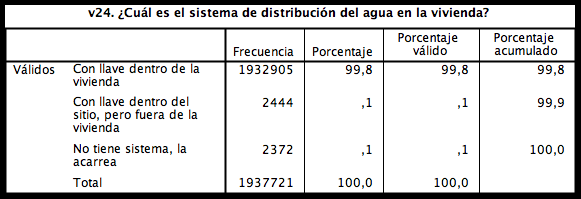 v24. ¿Cuál es el sistema de distribución del agua en la vivienda?
Frecuencia Porcentaje Porcentaje válido Porcentaje acumulado
Válidos Con llave dentro de la vivienda 1932905 99,8 99,8 99,8
Con llave dentro del sitio, pero fuera de la vivienda 2444 ,1 ,1 99,9
No tiene sistema, la acarrea 2372 ,1 ,1 100,0
Total 1937721 100,0 100,0